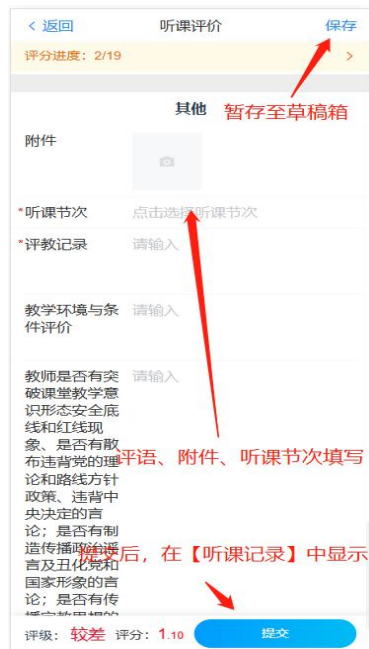 < 返回 听课评价 保存
评分进度：2/19 >
其他
暂存至草稿箱
附件
*听课节次 点击选择听课节次
*评教记录 请输入
教学环境与条 请输入
件评价
教师是否有突 请输入
破课堂教学意
识形态安全底
线和红线现
象、是否有散
布违背党的理
论和路线方针
政策、违背中
央决定的言
论；是否有制
造传播政治谣
言及丑化党和
国家形象的言
论；是否有传
评语、附件、听课节次填写
提交后，在【听课记录】中显示
评级：较差 评分：1.10 提交